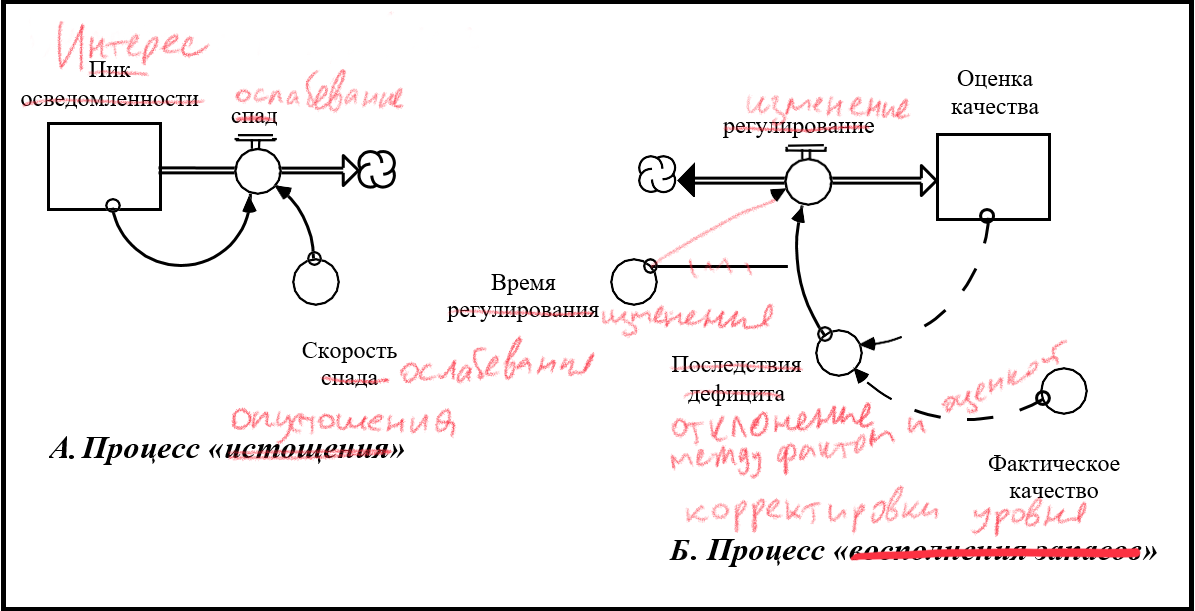 Интерес
Пик
осведомленности
ослабевание
спад
Скорость
спада - ослабевания
опустошения
А. Процесс «истощения»
изменение
регулирование
Оценка
качества
Время
регулирования изменения
Последствия
дефицита
отклонение
между фактом и оценкой
Фактическое
качество
корректировки уровня
Б. Процесс «восполнения запасов»